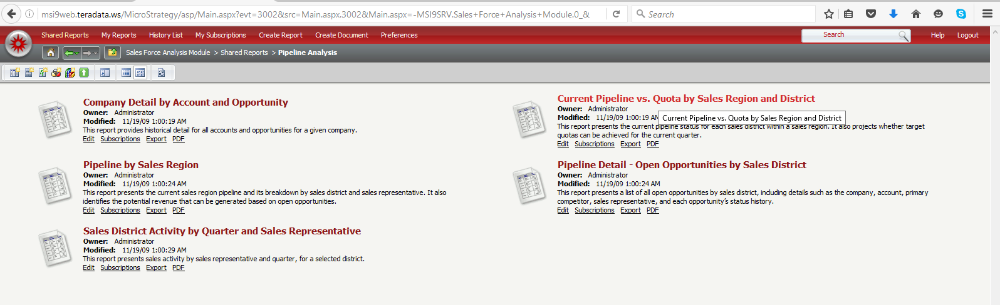 msi9web.teradata.ws/MicroStrategy/asp/Main.aspx?evt=3002&src=Main.aspx.3002&Main.aspx=-MSI9SRV.Sales+Force+Analysis+Module.0_&
Search
Shared Reports My Reports History List My Subscriptions Create Report Create Document Preferences
Search
Help Logout
Sales Force Analysis Module > Shared Reports > Pipeline Analysis
Company Detail by Account and Opportunity
Owner: Administrator
Modified: 11/19/09 1:00:19 AM
This report provides historical detail for all accounts and opportunities for a given company.
Edit Subscriptions Export PDF
Current Pipeline vs. Quota by Sales Region and District
Owner: Administrator
Modified: 11/19/09 1:00:19 AM
Current Pipeline vs. Quota by Sales Region and District
This report presents the current pipeline status for each sales district within a sales region. It also projects whether target
quotas can be achieved for the current quarter.
Edit Subscriptions Export PDF
Pipeline by Sales Region
Owner: Administrator
Modified: 11/19/09 1:00:24 AM
This report presents the current sales region pipeline and its breakdown by sales district and sales representative. It also
identifies the potential revenue that can be generated based on open opportunities.
Edit Subscriptions Export PDF
Pipeline Detail - Open Opportunities by Sales District
Owner: Administrator
Modified: 11/19/09 1:00:24 AM
This report presents a list of all open opportunities by sales district, including details such as the company, account, primary
competitor, sales representative, and each opportunity's status history.
Edit Subscriptions Export PDF
Sales District Activity by Quarter and Sales Representative
Owner: Administrator
Modified: 11/19/09 1:00:29 AM
This report presents sales activity by sales representative and quarter, for a selected district.
Edit Subscriptions Export PDF